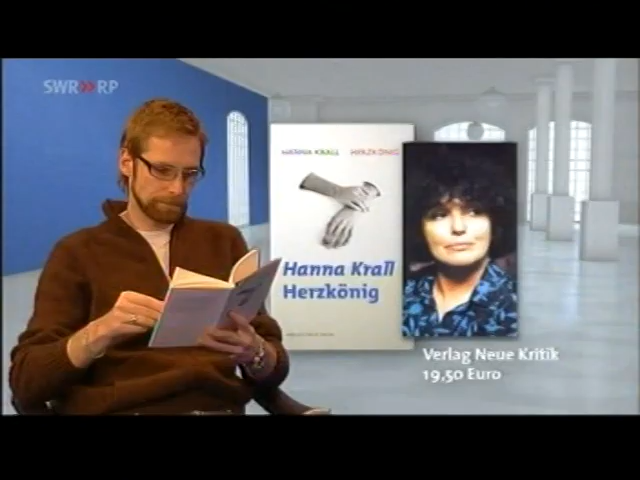 SWR»RP
HANNA KRALL HERZKÖNIG
Hanna Krall
Herzkönig
Verlag Neue Kritik
19,50 Euro